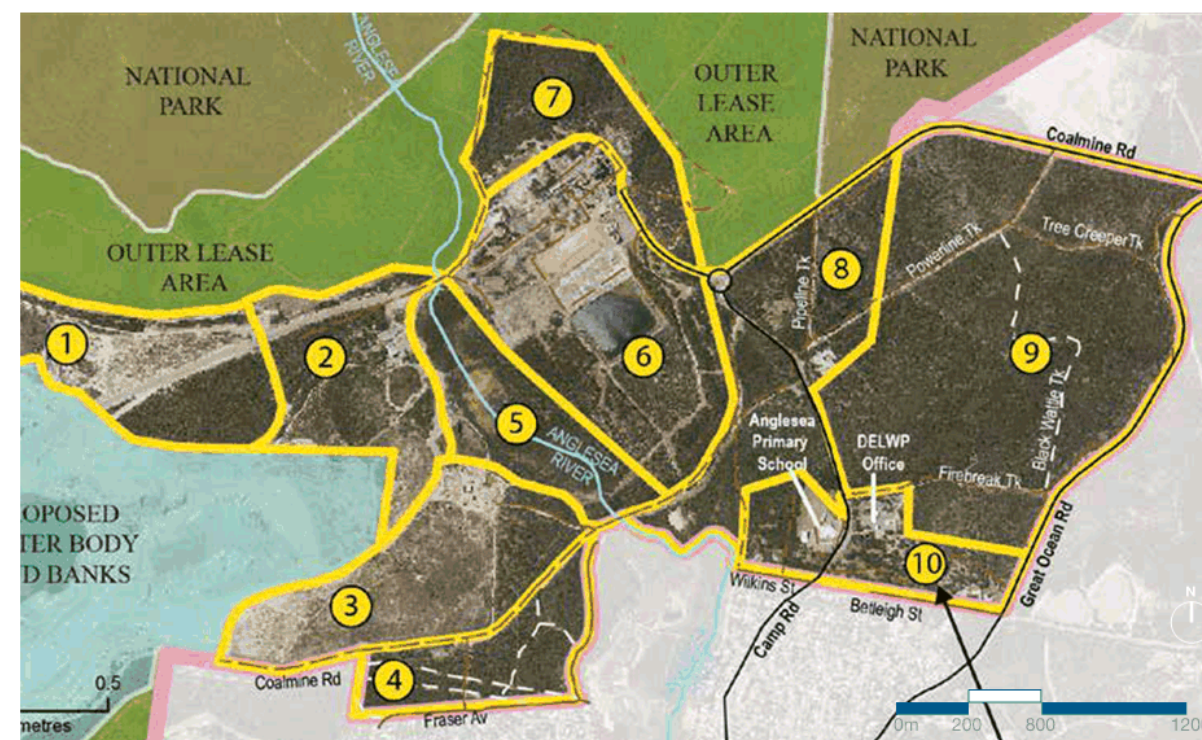 NATIONAL
PARK
ANGLESE
RIVER
NATIONAL
PARK
OUTER
LEASE
AREA
7
Coalmine Rd
OUTER LEASE
AREA
Powerline Tk
Tree Creeper Tk
8
Pipeline Tk
1
2
6
9
Black Wattle Tk
5
ANGLESEA
RIVER
Anglesea
Primary
School
DELWP
Office
Firebreak Tk
OPOSED
TER BODY
D BANKS
10
Great Ocean Rd
Wilkins St
Betleigh St
Camp Rd
3
4
Coalmine Rd
Fraser Av
0.5
metres
N
0m 200 800 120